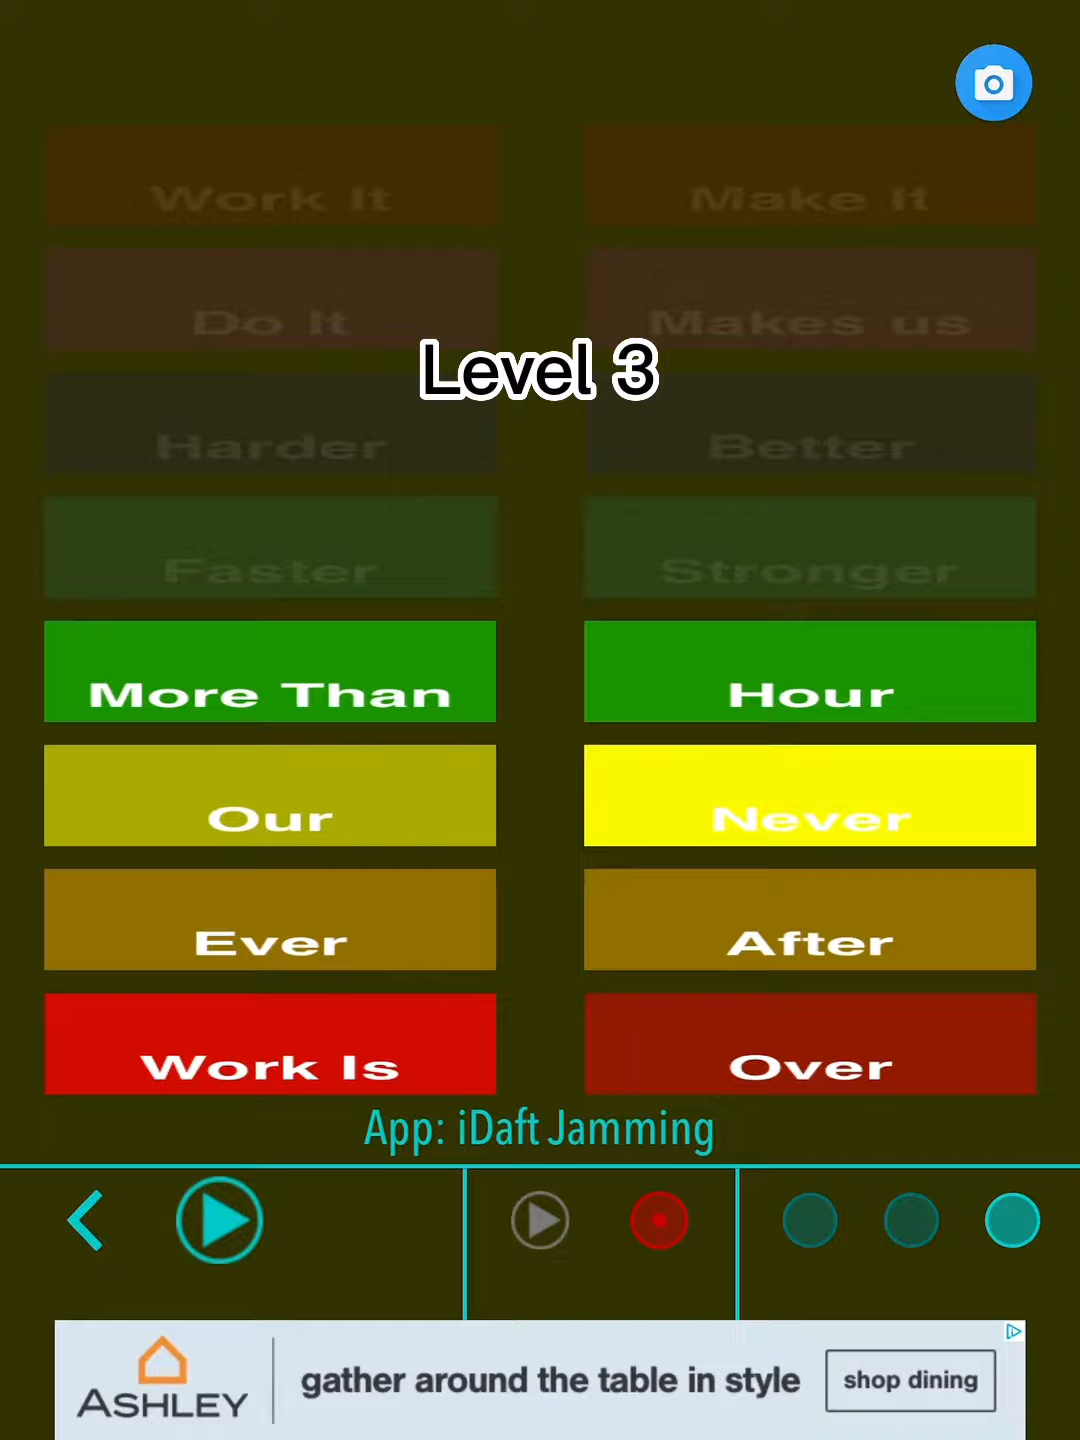 Work It
Make It
Do It
Makes us
Level 3
Harder
Better
Faster
Stronger
More Than
Hour
Our
Never
Ever
After
Work Is
Over
App: iDaft Jamming
ASHLEY
gather around the table in style
shop dining